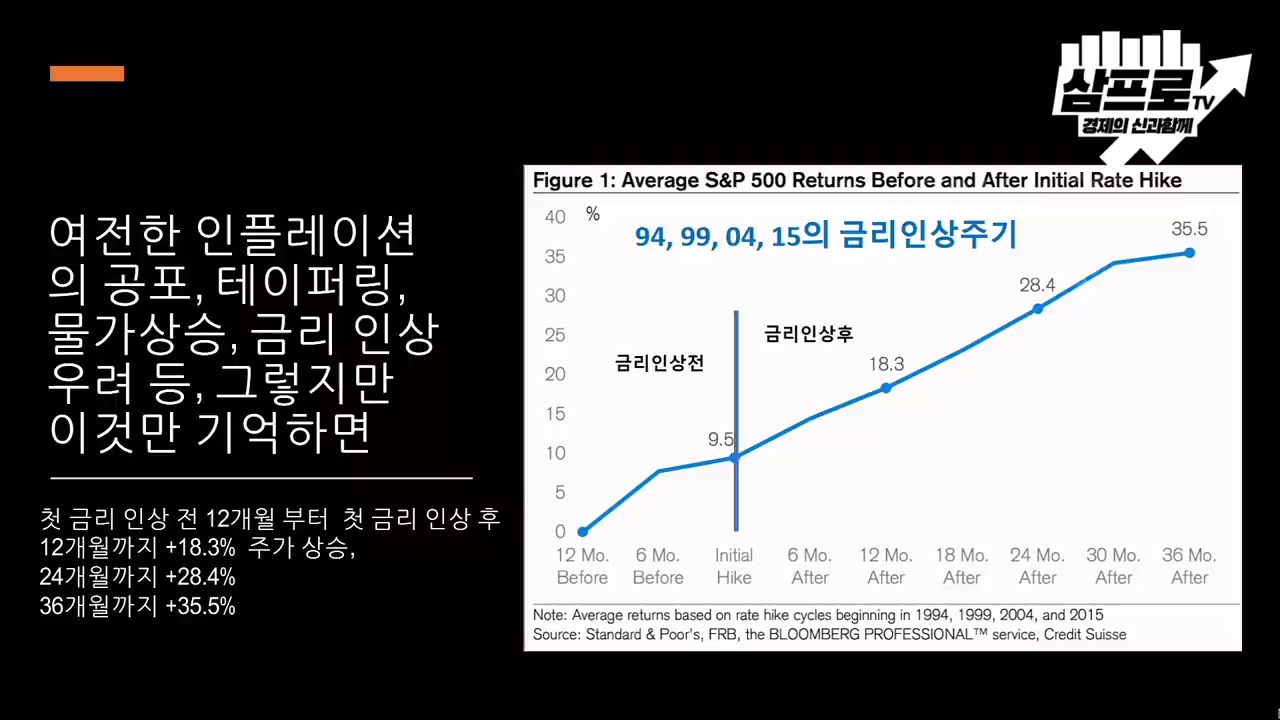 삼프로TV
경제의 신과함께
여전한 인플레이션
의 공포, 테이퍼링,
물가상승, 금리 인상
우려 등, 그렇지만
이것만 기억하면
첫 금리 인상 전 12개월 부터 첫 금리 인상 후
12개월까지 +18.3% 주가 상승,
24개월까지 +28.4%
36개월까지 +35.5%
Figure 1: Average S&P 500 Returns Before and After Initial Rate Hike
%
94, 99, 04, 15의 금리인상주기
금리인상전
금리인상후
40
35
30
25
20
15
10
5
0
9.5
18.3
28.4
35.5
12 Mo. Before
6 Mo. Before
Initial Hike
6 Mo. After
12 Mo. After
18 Mo. After
24 Mo. After
30 Mo. After
36 Mo. After
Note: Average returns based on rate hike cycles beginning in 1994, 1999, 2004, and 2015
Source: Standard & Poor's, FRB, the BLOOMBERG PROFESSIONAL™ service, Credit Suisse